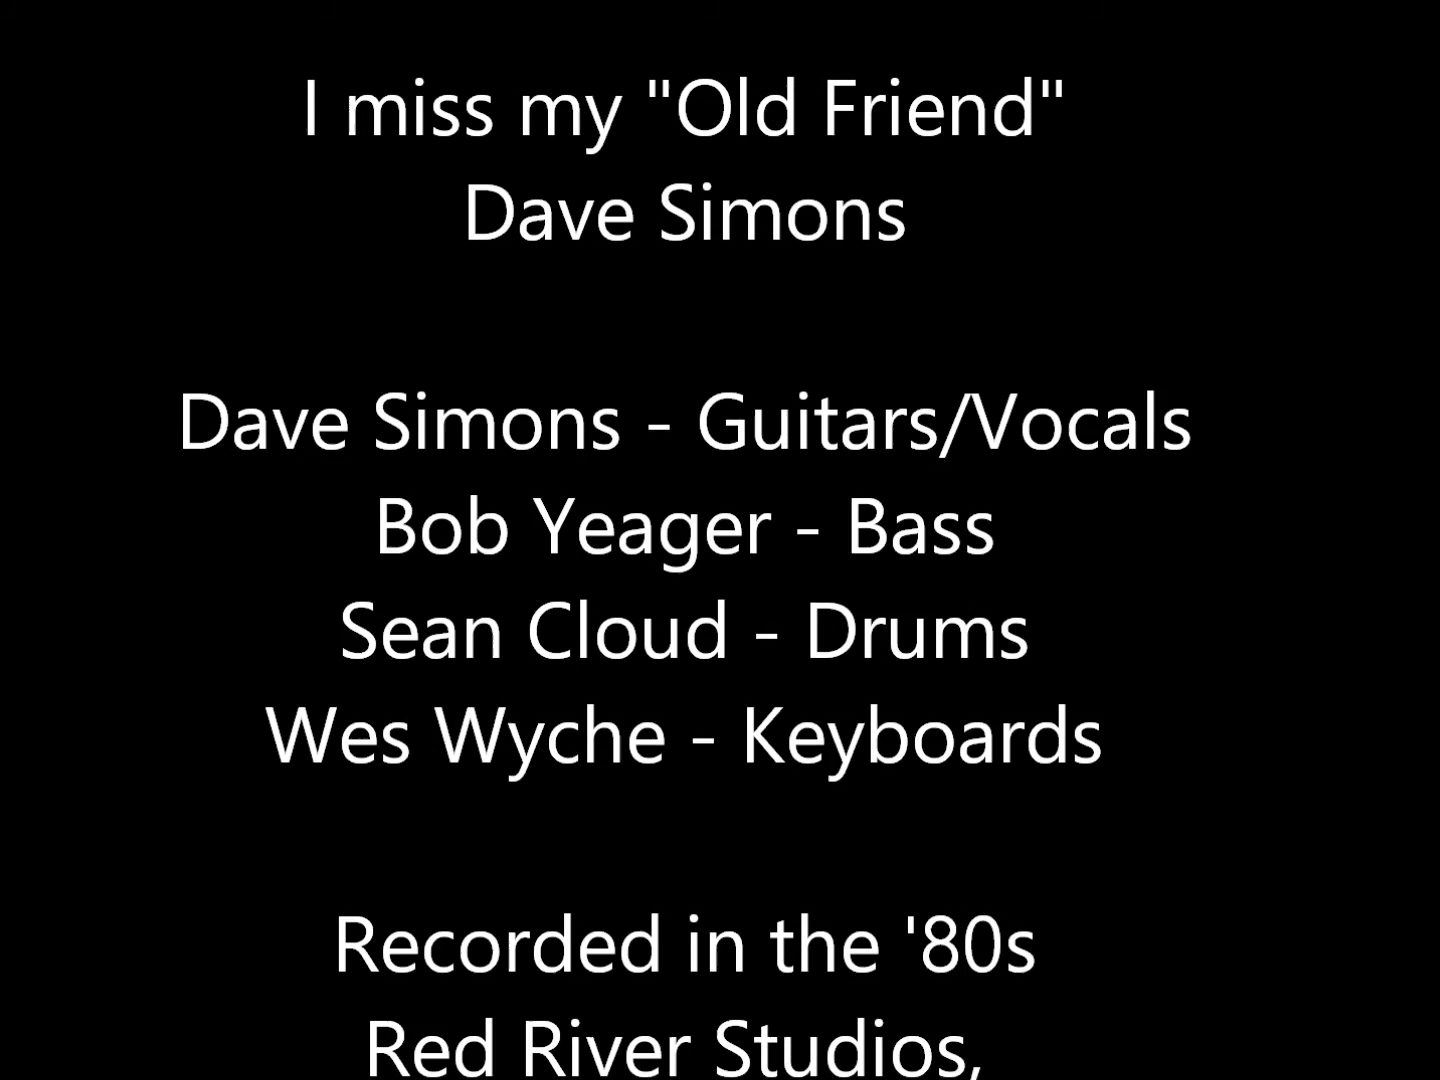 I miss my "Old Friend"
Dave Simons
Dave Simons - Guitars/Vocals
Bob Yeager - Bass
Sean Cloud - Drums
Wes Wyche - Keyboards
Recorded in the '80s
Red River Studios,